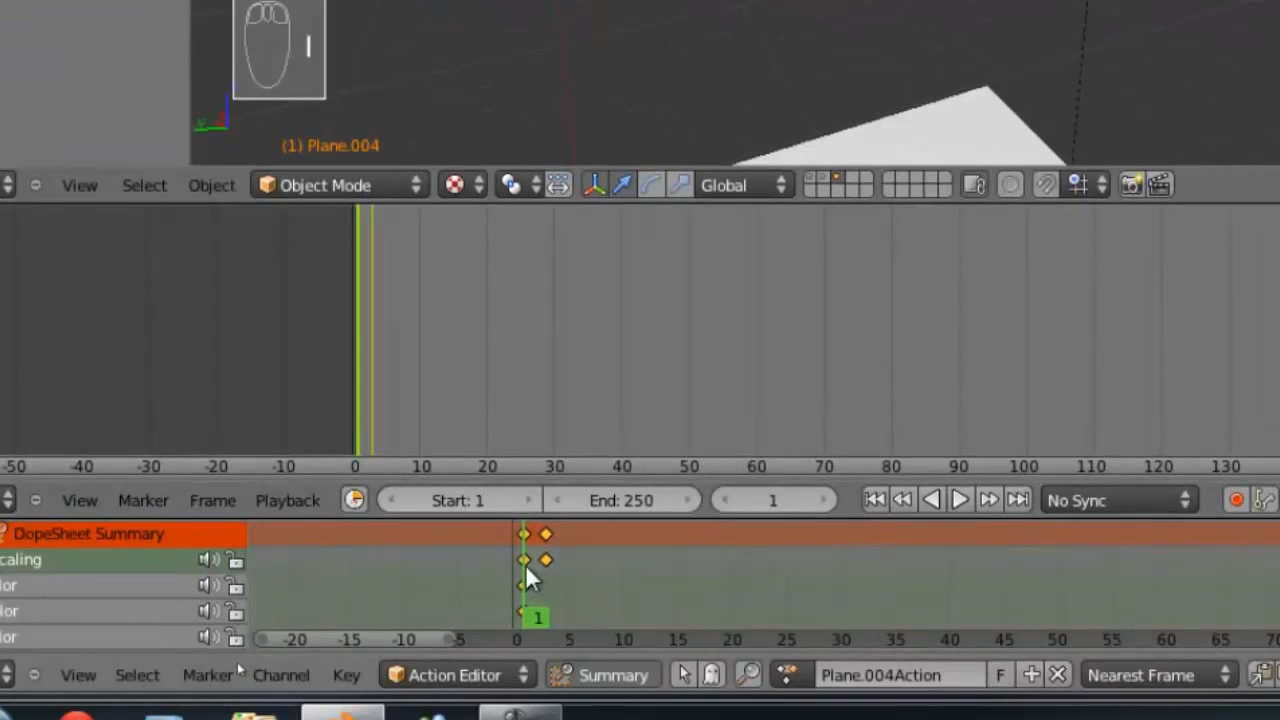 I
(1) Plane.004
View Select Object Object Mode Global
-50 -40 -30 -20 -10 0 10 20 30 40 50 60 70 80 90 100 110 120 130
View Marker Frame Playback Start: 1 End: 250 1 No Sync
DopeSheet Summary
caling
lor
lor
1
lor -20 -15 -10 -5 0 5 10 15 20 25 30 35 40 45 50 55 60 65 70
View Select Marker Channel Key Action Editor Summary Plane.004Action F Nearest Frame